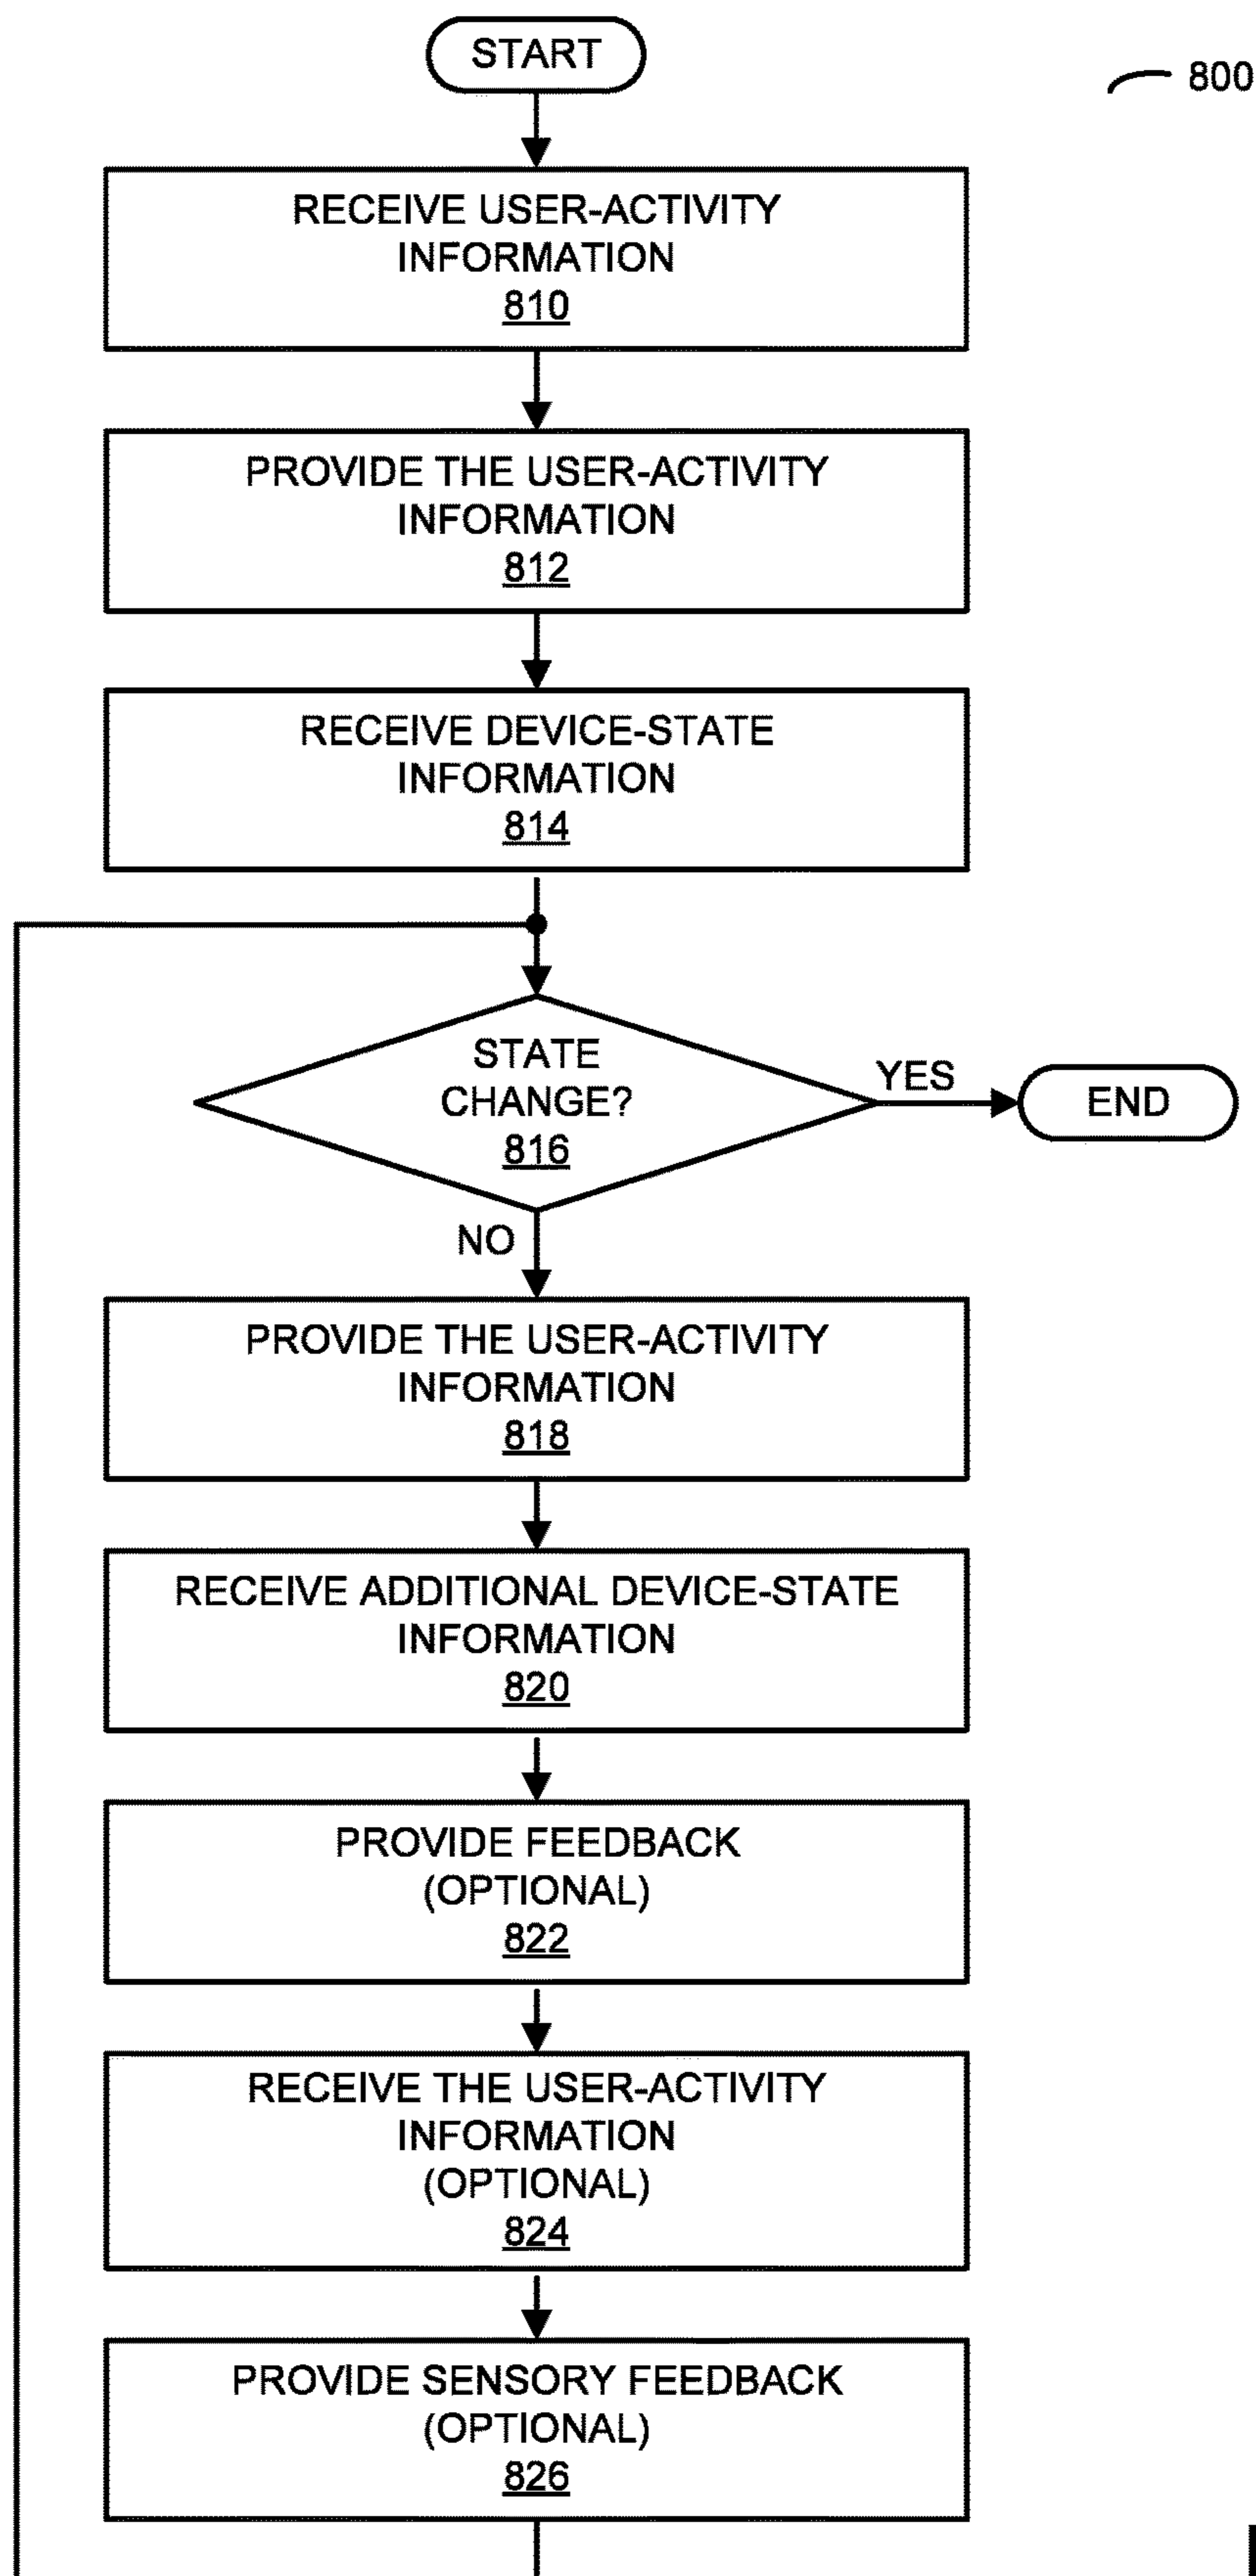 START
800
RECEIVE USER-ACTIVITY
INFORMATION
810
PROVIDE THE USER-ACTIVITY
INFORMATION
812
RECEIVE DEVICE-STATE
INFORMATION
814
STATE
CHANGE?
816
YES
END
NO
PROVIDE THE USER-ACTIVITY
INFORMATION
818
RECEIVE ADDITIONAL DEVICE-STATE
INFORMATION
820
PROVIDE FEEDBACK
(OPTIONAL)
822
RECEIVE THE USER-ACTIVITY
INFORMATION
(OPTIONAL)
824
PROVIDE SENSORY FEEDBACK
(OPTIONAL)
826